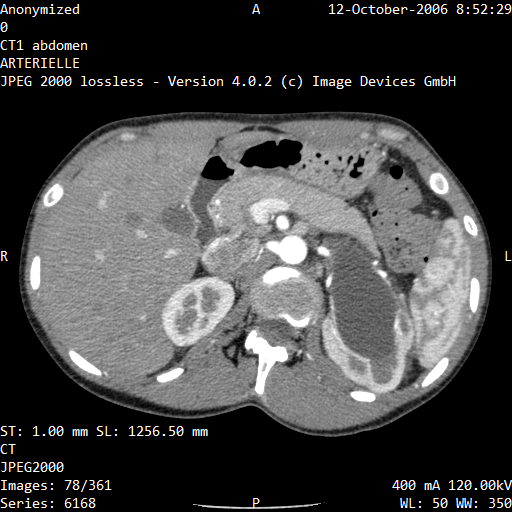 Anonymized A 12-October-2006 8:52:29
0
CT1 abdomen
ARTERIELLE
JPEG 2000 lossless - Version 4.0.2 (c) Image Devices GmbH
R L
ST: 1.00 mm SL: 1256.50 mm
CT
JPEG2000
Images: 78/361 400 mA 120.00kV
Series: 6168 P WL: 50 WW: 350